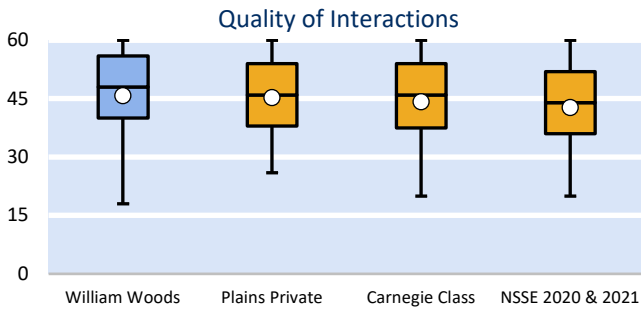 Quality of Interactions
60
45
30
15
0
William Woods Plains Private Carnegie Class NSSE 2020 & 2021